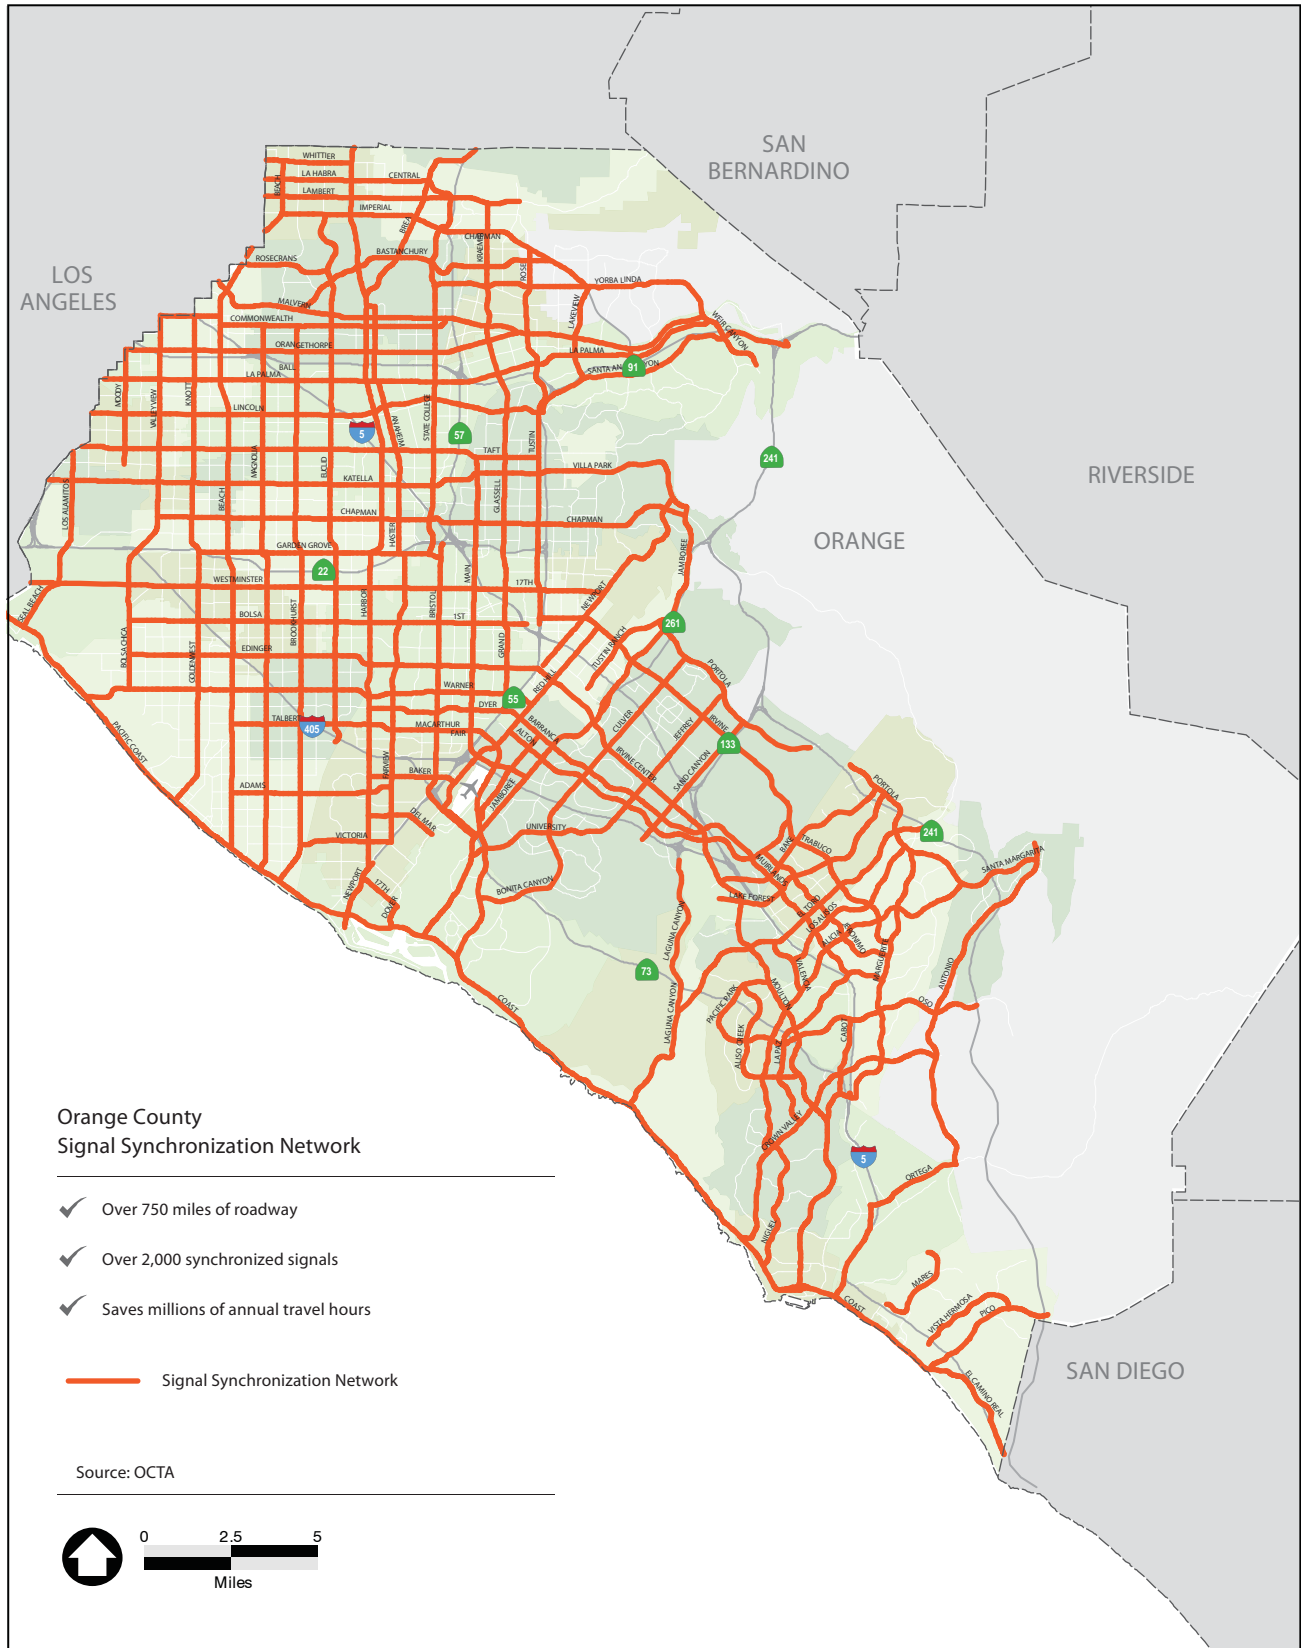 SAN
BERNARDINO
LOS
ANGELES
RIVERSIDE
ORANGE
SAN DIEGO
WHITTIER
LA HABRA
CENTRAL
BEACH
LAMBERT
IMPERIAL
BREA
CHAPMAN
KRAEMER
BASTANCHURY
ROSECRANS
ROSE
YORBA LINDA
LAKEVIEW
MALVERN
COMMONWEALTH
WEIR CANYON
ORANGETHORPE
LA PALMA
BALL
LA PALMA
SANTA ANA CANYON
91
MOODY
VALLEY VIEW
KNOTT
LINCOLN
ANAHEIM
STATE COLLEGE
5
57
TUSTIN
241
MAGNOLIA
EUCLID
TAFT
VILLA PARK
KATELLA
LOS ALAMITOS
BEACH
GLASSELL
CHAPMAN
CHAPMAN
HASTER
GARDEN GROVE
JAMBOREE
22
MAIN
WESTMINSTER
17TH
NEWPORT
SEAL BEACH
HARBOR
BRISTOL
BOLSA
1ST
261
BROOKHURST
BOLSA CHICA
GOLDENWEST
EDINGER
GRAND
TUSTIN RANCH
RED HILL
PORTOLA
WARNER
55
DYER
TALBERT
405
MACARTHUR
FAIR
BARRANCA
ALTON
CULVER
JEFFREY
IRVINE
133
PACIFIC COAST
FAIRVIEW
BAKER
IRVINE CENTER
SAND CANYON
ADAMS
JAMBOREE
PORTOLA
DEL MAR
VICTORIA
UNIVERSITY
BAKE
TRABUCO
241
MUIRLANDS
SANTA MARGARITA
NEWPORT
17TH
DOVER
BONITA CANYON
LAKE FOREST
EL TORO
LOS ALISOS
ALICIA
JERONIMO
LAGUNA CANYON
MARGUERITE
VALENCIA
ANTONIO
73
MOULTON
PACIFIC PARK
COAST
LAGUNA CANYON
OSO
ALISO CREEK
LA PAZ
CABOT
CROWN VALLEY
5
ORTEGA
NIGUEL
MARES
COAST
VISTA HERMOSA
PICO
EL CAMINO REAL
Orange County
Signal Synchronization Network
Over 750 miles of roadway
Over 2,000 synchronized signals
Saves millions of annual travel hours
Signal Synchronization Network
Source: OCTA
0 2.5 5
Miles